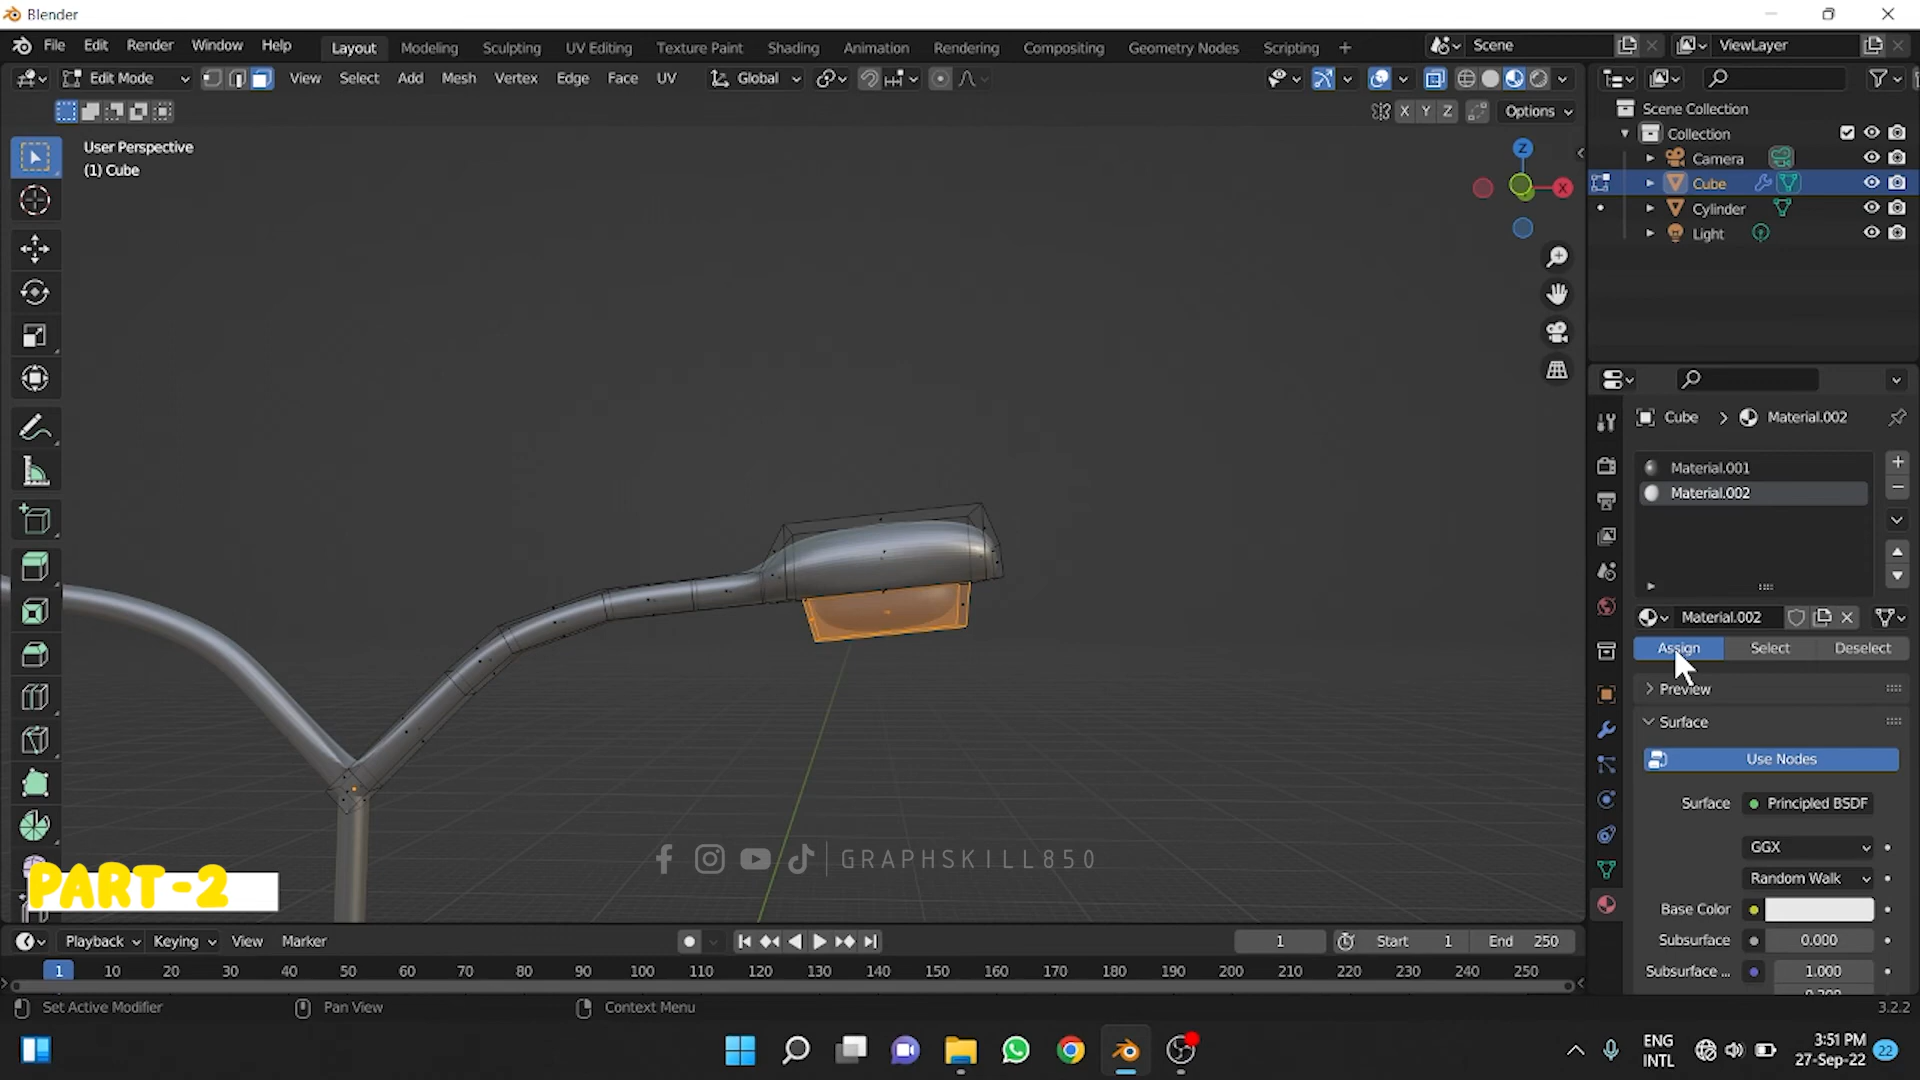 Blender
File Edit Render Window Help Layout Modeling Sculpting UV Editing Texture Paint Shading Animation Rendering Compositing Geometry Nodes Scripting + Scene ViewLayer
Edit Mode View Select Add Mesh Vertex Edge Face UV Global
X Y Z Options
User Perspective
(1) Cube
Z
X
Scene Collection
Collection
Camera
Cube
Cylinder
Light
Cube > Material.002
Material.001
Material.002
Material.002
Assign Select Deselect
Preview
Surface
Use Nodes
Surface Principled BSDF
GGX
Random Walk
Base Color
Subsurface 0.000
Subsurface ... 1.000
PART-2
GRAPHSKILL850
Playback Keying View Marker 1 Start 1 End 250
1 10 20 30 40 50 60 70 80 90 100 110 120 130 140 150 160 170 180 190 200 210 220 230 240 250
Set Active Modifier Pan View Context Menu 3.2.2
ENG
INTL
3:51 PM
27-Sep-22
22